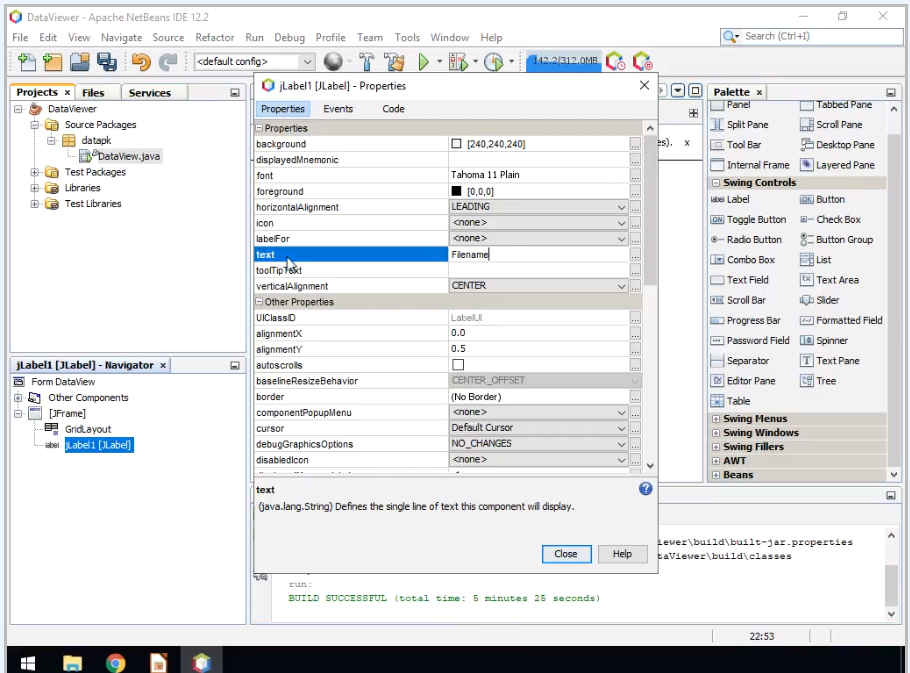 DataViewer - Apache NetBeans IDE 12.2
File Edit View Navigate Source Refactor Run Debug Profile Team Tools Window Help
Search (Ctrl+I)
<default config>
142.2/312.0MB
Projects × Files Services
DataViewer
Source Packages
datapk
DataView.java
Test Packages
Libraries
Test Libraries
jLabel1 [JLabel] - Navigator ×
Form DataView
Other Components
[JFrame]
GridLayout
label jLabel1 [JLabel]
jLabel1 [JLabel] - Properties
Properties Events Code
Properties
background [240,240,240] ...
displayedMnemonic ...
font Tahoma 11 Plain ...
foreground [0,0,0] ...
horizontalAlignment LEADING ...
icon <none> ...
labelFor <none> ...
text Filename ...
toolTipText ...
verticalAlignment CENTER ...
Other Properties
UIClassID LabelUI ...
alignmentX 0.0 ...
alignmentY 0.5 ...
autoscrolls ...
baselineResizeBehavior CENTER_OFFSET ...
border (No Border) ...
componentPopupMenu <none> ...
cursor Default Cursor ...
debugGraphicsOptions NO_CHANGES ...
disabledIcon <none> ...
text
(java.lang.String) Defines the single line of text this component will display.
Close Help
es). x
Palette ×
Panel Tabbed Pane
Split Pane Scroll Pane
Tool Bar Desktop Pane
Internal Frame Layered Pane
Swing Controls
label Label OK Button
ON Toggle Button Check Box
Radio Button Button Group
Combo Box List
Text Field Text Area
Scroll Bar Slider
Progress Bar Formatted Field
Password Field Spinner
Separator Text Pane
Editor Pane Tree
Table
Swing Menus
Swing Windows
Swing Fillers
AWT
Beans
iewer\build\built-jar.properties
taViewer\build\classes
run:
BUILD SUCCESSFUL (total time: 5 minutes 25 seconds)
22:53